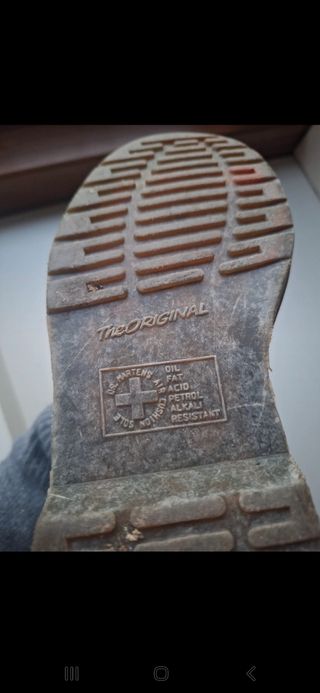 The ORIGINAL
DR. MARTENS AIR CUSHION SOLE
OIL
FAT
ACID
PETROL
ALKALI
RESISTANT